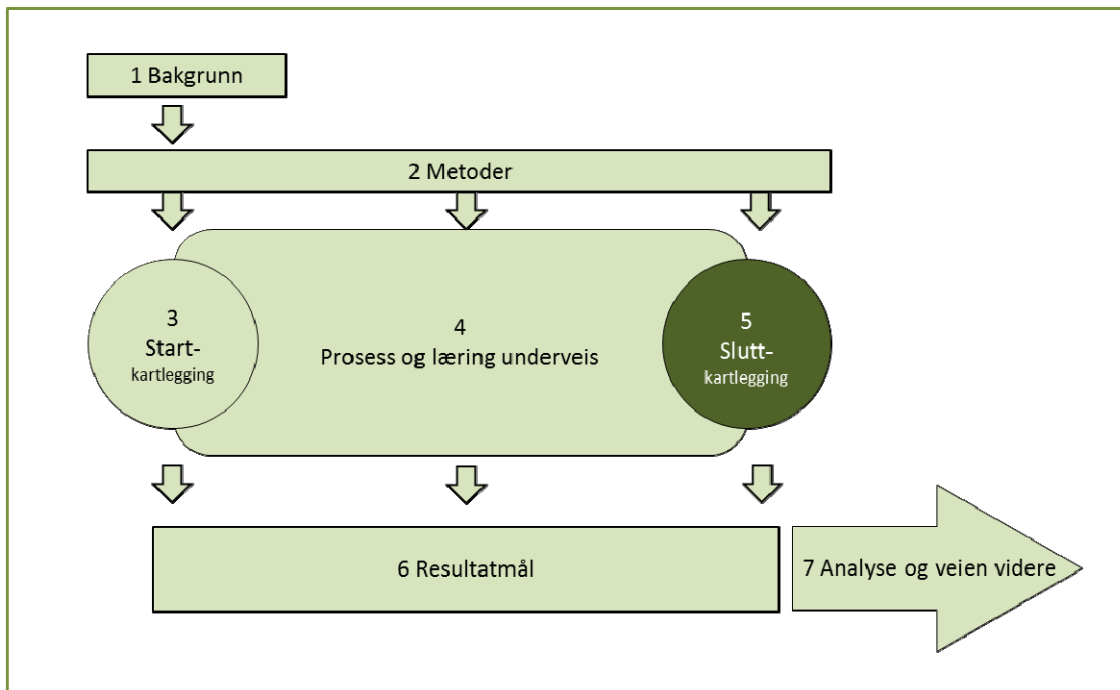 1 Bakgrunn
2 Metoder
3
Start-
kartlegging
4
Prosess og læring underveis
5
Slutt-
kartlegging
6 Resultatmål
7 Analyse og veien videre